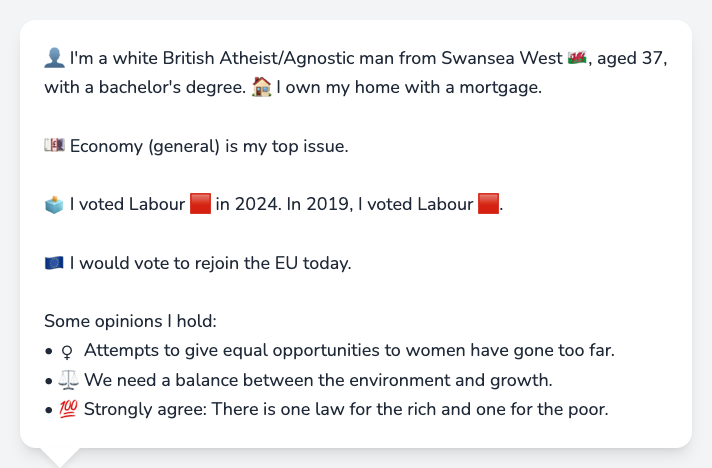 👤 I'm a white British Atheist/Agnostic man from Swansea West 🏴󠁧󠁢󠁷󠁬󠁳󠁿, aged 37,
with a bachelor's degree. 🏠 I own my home with a mortgage.
💷 Economy (general) is my top issue.
🗳️ I voted Labour 🟥 in 2024. In 2019, I voted Labour 🟥.
🇪🇺 I would vote to rejoin the EU today.
Some opinions I hold:
• ♀ Attempts to give equal opportunities to women have gone too far.
• ⚖️ We need a balance between the environment and growth.
• 💯 Strongly agree: There is one law for the rich and one for the poor.